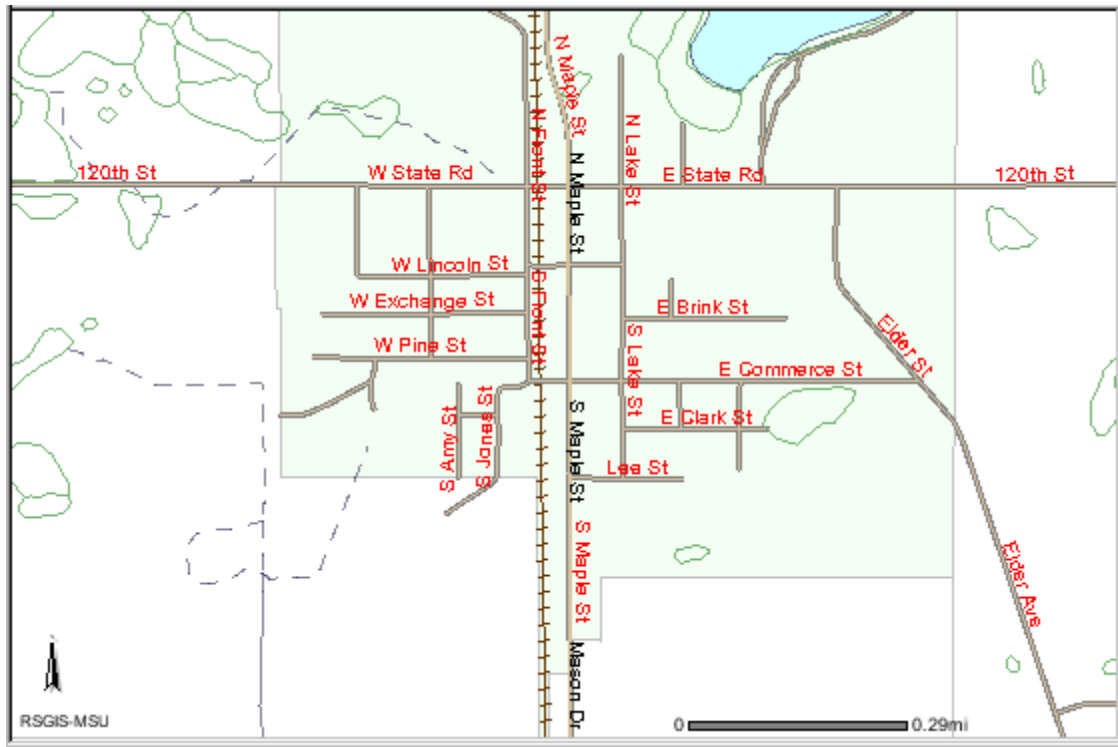 N Maple St
N Front St
N Lake St
120th St
W State Rd
E State Rd
120th St
N Maple St
W Lincoln St
S Front St
W Exchange St
E Brink St
Elder St
W Pine St
S Lake St
E Commerce St
S Army St
S Jones St
S Maple St
E Clark St
Lee St
S Maple St
Elder Ave
Mason Dr
RSGIS-MSU
0
0.29mi